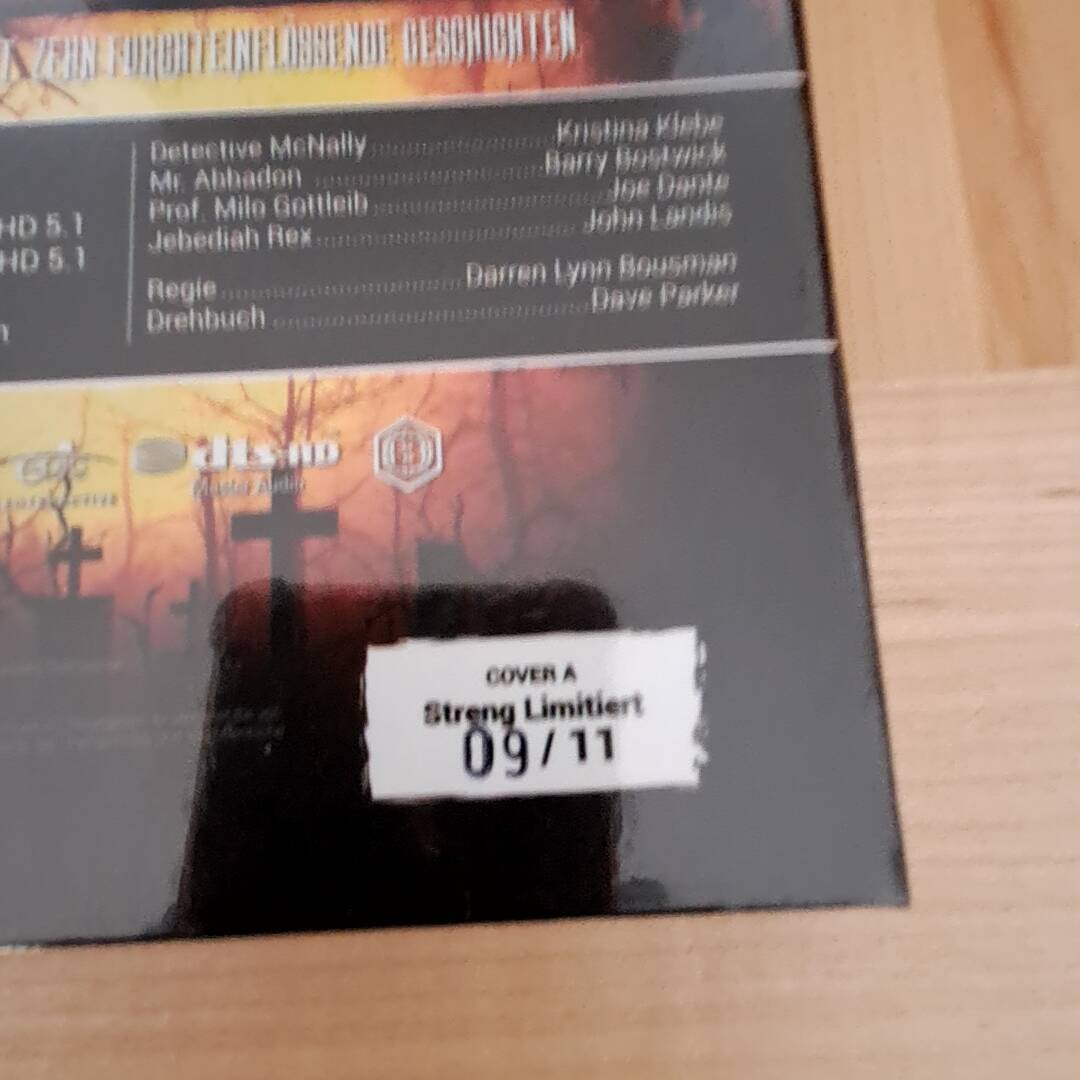 ZEHN FURCHTEINFLÖSSENDE GESCHICHTEN
Detective McNally Kristina Klebe
Mr. Abbadon Barry Bostwick
Prof. Milo Gottleib Joe Dante
Jebediah Rex John Landis
HD 5.1
HD 5.1
Regie Darren Lynn Bousman
Drehbuch Dave Parker
dts-HD
Master Audio
COVER A
Streng Limitiert
09/11